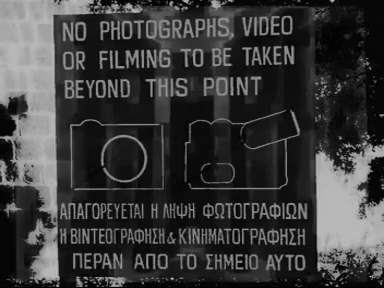 NO PHOTOGRAPHS, VIDEO
OR FILMING TO BE TAKEN
BEYOND THIS POINT
ΑΠΑΓΟΡΕΥΕΤΑΙ Η ΛΗΨΗ ΦΩΤΟΓΡΑΦΙΩΝ
Η ΒΙΝΤΕΟΓΡΑΦΗΣΗ & ΚΙΝΗΜΑΤΟΓΡΑΦΗΣΗ
ΠΕΡΑΝ ΑΠΟ ΤΟ ΣΗΜΕΙΟ ΑΥΤΟ